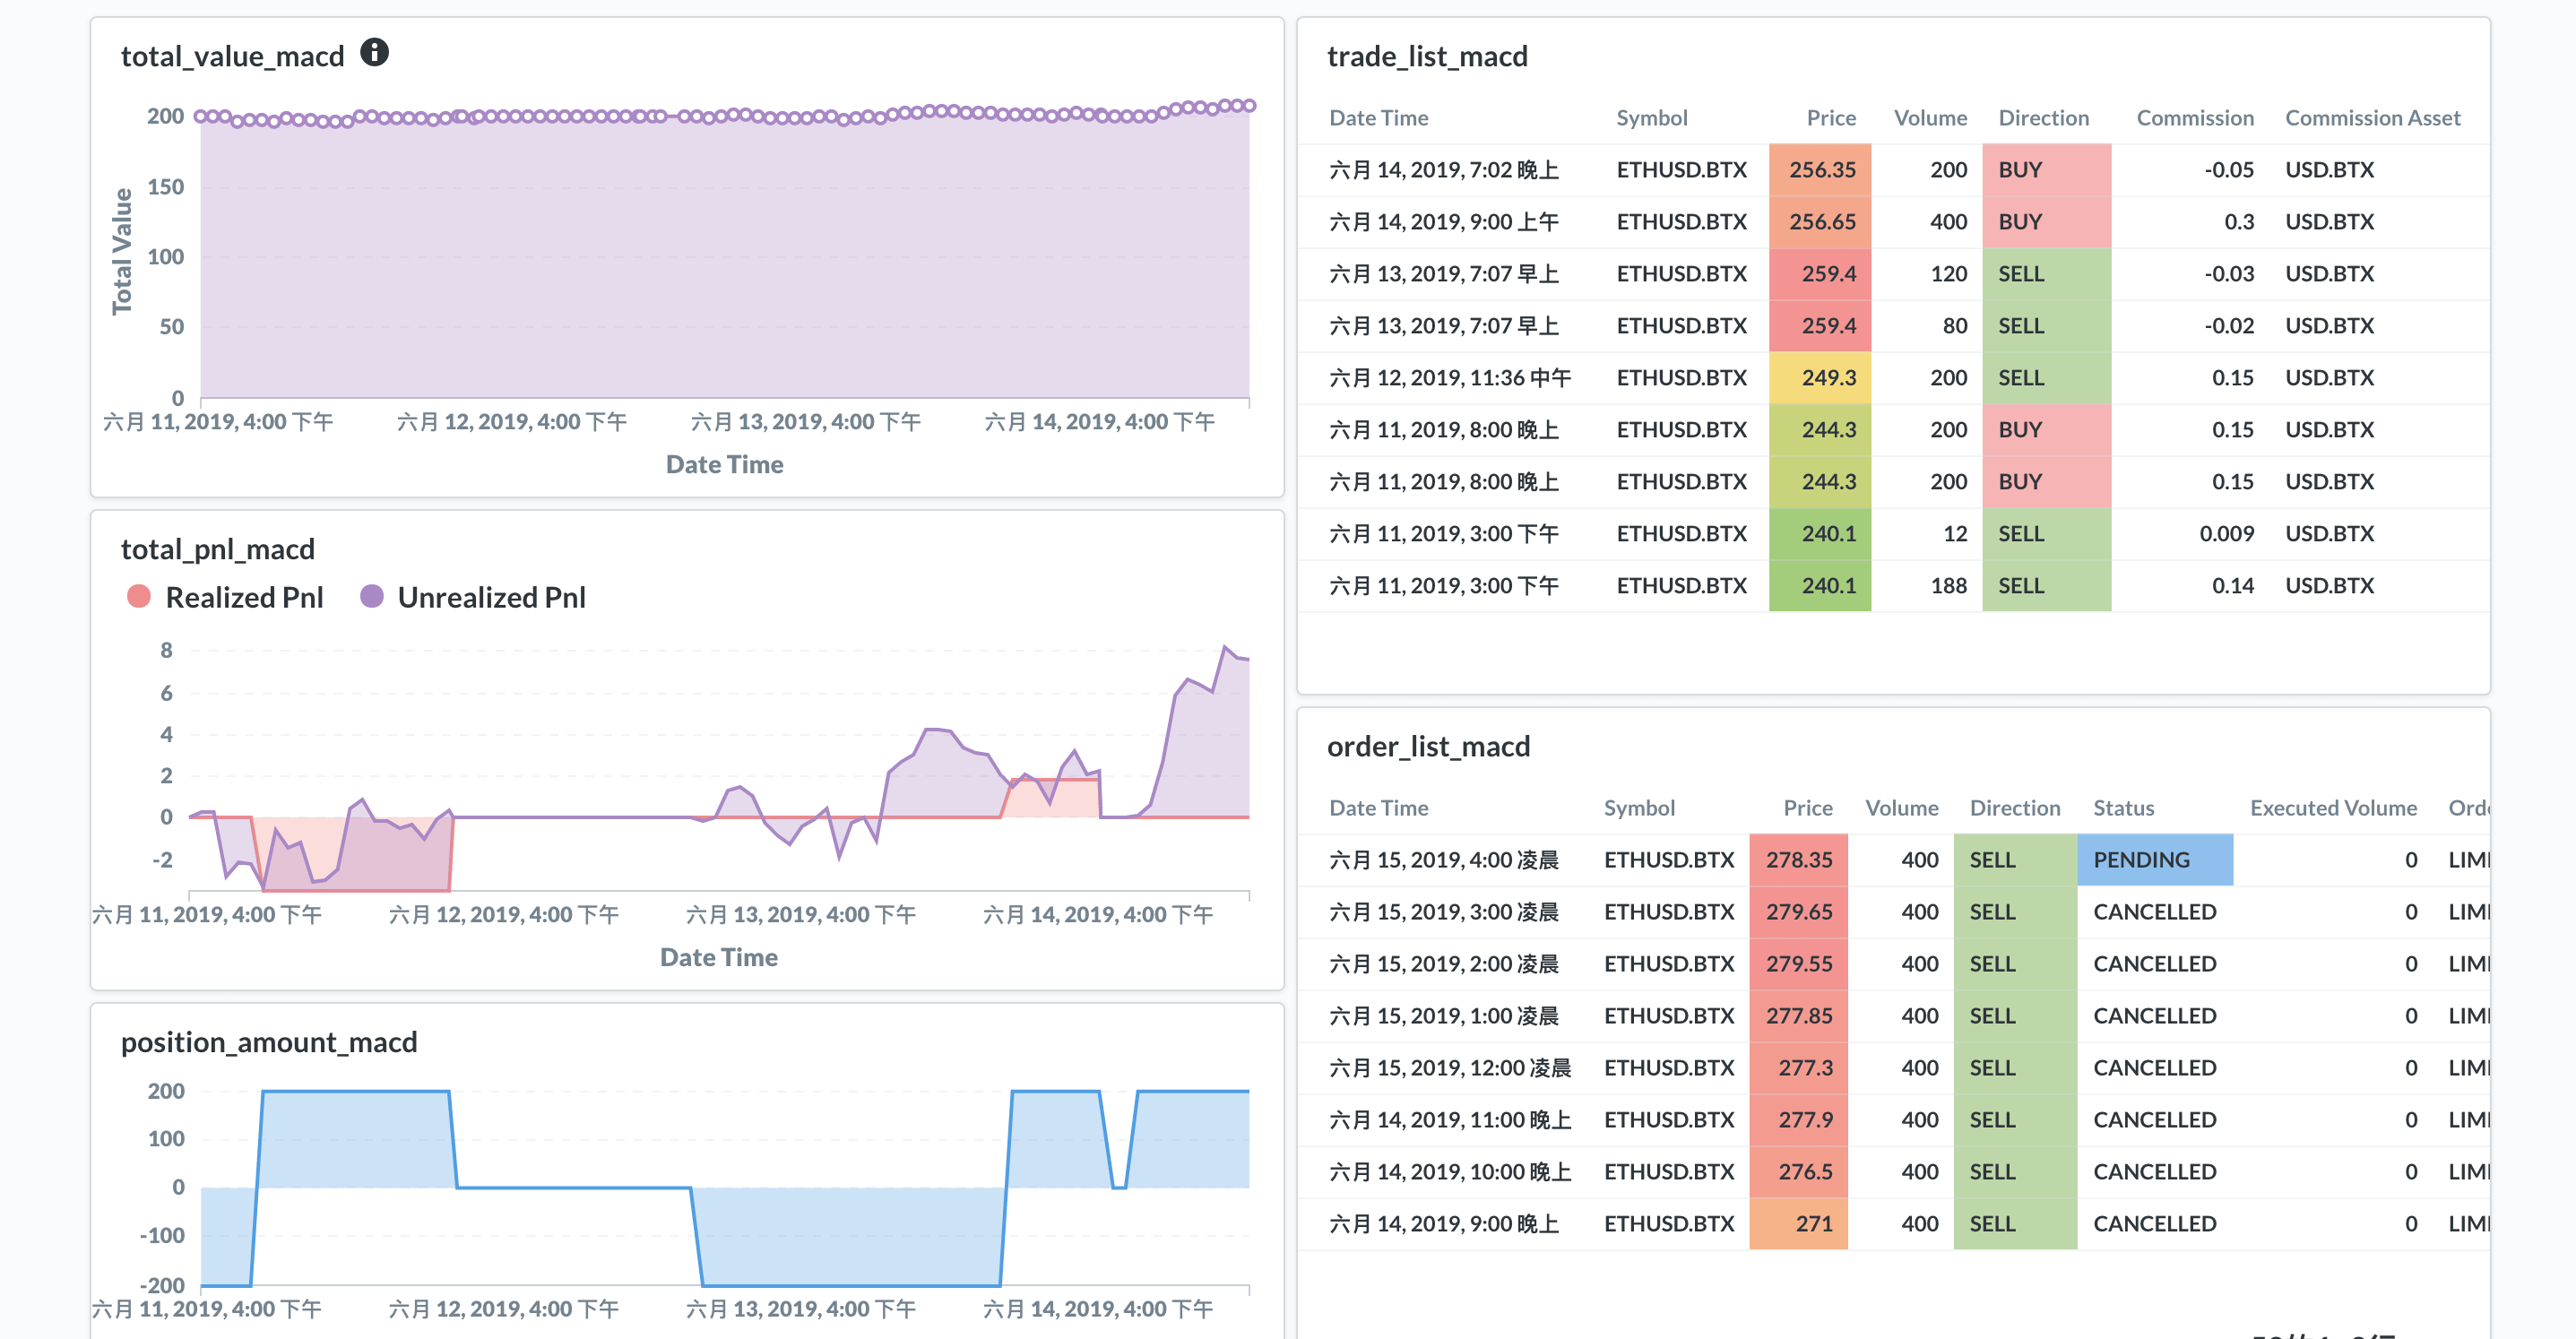 total_value_macd
200
150
100
50
0
Total Value
六月 11, 2019, 4:00 下午 六月 12, 2019, 4:00 下午 六月 13, 2019, 4:00 下午 六月 14, 2019, 4:00 下午
Date Time
total_pnl_macd
Realized Pnl Unrealized Pnl
8
6
4
2
0
-2
六月 11, 2019, 4:00 下午 六月 12, 2019, 4:00 下午 六月 13, 2019, 4:00 下午 六月 14, 2019, 4:00 下午
Date Time
position_amount_macd
200
100
0
-100
-200
六月 11, 2019, 4:00 下午 六月 12, 2019, 4:00 下午 六月 13, 2019, 4:00 下午 六月 14, 2019, 4:00 下午
trade_list_macd
Date Time Symbol Price Volume Direction Commission Commission Asset
六月 14, 2019, 7:02 晚上 ETHUSD.BTX 256.35 200 BUY -0.05 USD.BTX
六月 14, 2019, 9:00 上午 ETHUSD.BTX 256.65 400 BUY 0.3 USD.BTX
六月 13, 2019, 7:07 早上 ETHUSD.BTX 259.4 120 SELL -0.03 USD.BTX
六月 13, 2019, 7:07 早上 ETHUSD.BTX 259.4 80 SELL -0.02 USD.BTX
六月 12, 2019, 11:36 中午 ETHUSD.BTX 249.3 200 SELL 0.15 USD.BTX
六月 11, 2019, 8:00 晚上 ETHUSD.BTX 244.3 200 BUY 0.15 USD.BTX
六月 11, 2019, 8:00 晚上 ETHUSD.BTX 244.3 200 BUY 0.15 USD.BTX
六月 11, 2019, 3:00 下午 ETHUSD.BTX 240.1 12 SELL 0.009 USD.BTX
六月 11, 2019, 3:00 下午 ETHUSD.BTX 240.1 188 SELL 0.14 USD.BTX
order_list_macd
Date Time Symbol Price Volume Direction Status Executed Volume
六月 15, 2019, 4:00 凌晨 ETHUSD.BTX 278.35 400 SELL PENDING 0
六月 15, 2019, 3:00 凌晨 ETHUSD.BTX 279.65 400 SELL CANCELLED 0
六月 15, 2019, 2:00 凌晨 ETHUSD.BTX 279.55 400 SELL CANCELLED 0
六月 15, 2019, 1:00 凌晨 ETHUSD.BTX 277.85 400 SELL CANCELLED 0
六月 15, 2019, 12:00 凌晨 ETHUSD.BTX 277.3 400 SELL CANCELLED 0
六月 14, 2019, 11:00 晚上 ETHUSD.BTX 277.9 400 SELL CANCELLED 0
六月 14, 2019, 10:00 晚上 ETHUSD.BTX 276.5 400 SELL CANCELLED 0
六月 14, 2019, 9:00 晚上 ETHUSD.BTX 271 400 SELL CANCELLED 0